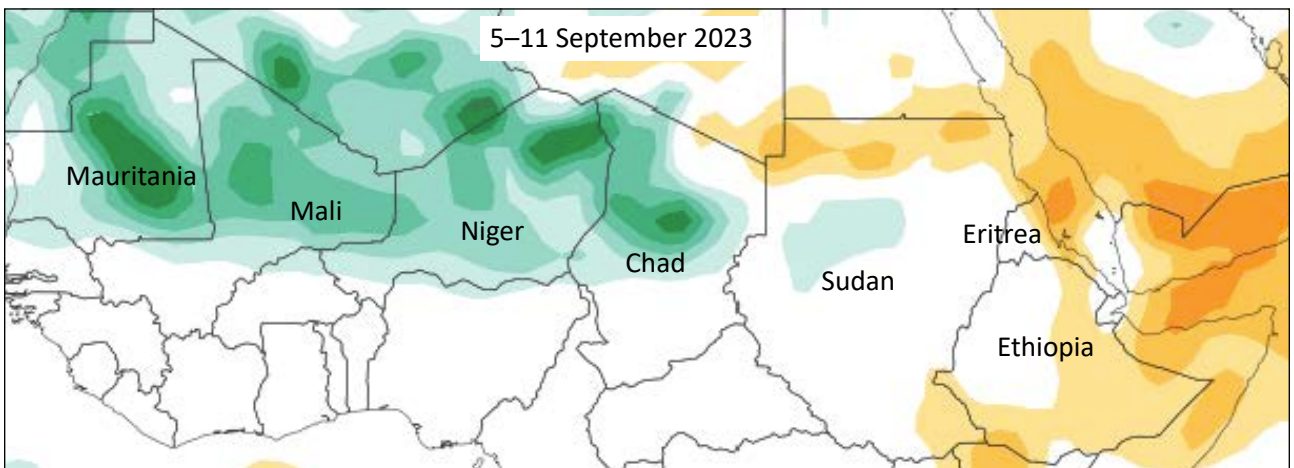 5–11 September 2023
Mauritania
Mali
Niger
Chad
Sudan
Eritrea
Ethiopia